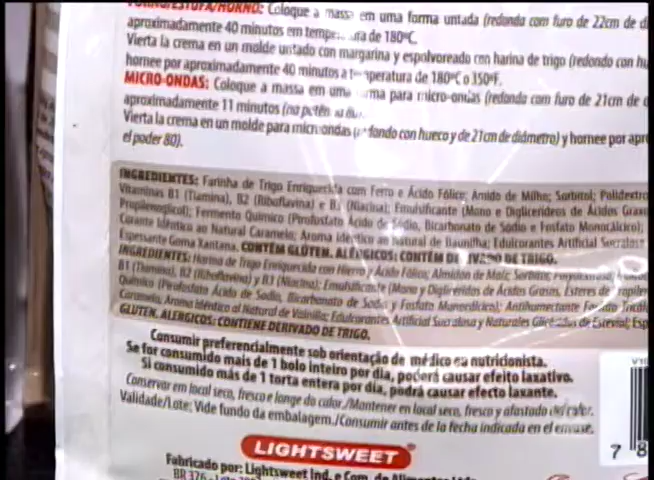 FORNO/ESTUFA/HORNO: Coloque a massa em uma forma untada (redonda com furo de 22cm de
aproximadamente 40 minutos em de 180°C.
Vierta la crema en un molde untado con margarina y espolvoreado con harina de trigo (redondo con
hornee por aproximadamente 40 minutos a temperatura de 180°C o 350°F.
MICRO-ONDAS: Coloque a massa em uma forma para micro-ondas (redonda com furo de 21cm de
aproximadamente 11 minutos (na
Vierta la crema en un molde para microondas (redondo con hueco y de 21cm de diámetro) y hornee por
el poder 80).
INGREDIENTES: Farinha de Trigo Enriquecida com Ferro e Ácido Fólico; Amido de Milho; Sorbitol;
Vitaminas B1 (Tiamina), B2 (Riboflavina) e B3 (Niacina); Emulsificante (Mono e Diglicerídeos de Ácidos
Fermento Químico (Pirofosfato Ácido de Sódio, Bicarbonato de Sódio e Fosfato Monocálcico);
Corante Idêntico ao Natural Caramelo; Aroma Idêntico ao Natural de Baunilha; Edulcorantes Artificial Sucralose
Espessante Goma Xantana. CONTÉM GLÚTEN. ALÉRGICOS: CONTÉM DERIVADO DE TRIGO.
INGREDIENTES: Harina de Trigo Enriquecida con Hierro y Ácido Fólico; Almidón de Maíz; Sorbitol;
B1 (Tiamina), B2 (Riboflavina) y B3 (Niacina); Emulsificante (Mono y Diglicéridos de Ácidos Grasos, Ésteres de
Químico (Pirofosfato Ácido de Sodio, Bicarbonato de Sodio y Fosfato Monocálcico); Antihumectante Fosfato
Caramelo, Aroma Idéntico al Natural de Vainilla; Edulcorantes Artificial Sucralosa y Naturales de
GLUTEN. ALÉRGICOS: CONTIENE DERIVADO DE TRIGO.
Consumir preferencialmente sob orientação de médico ou nutricionista.
Se for consumido mais de 1 bolo inteiro por dia, poderá causar efeito laxativo.
Si consumido más de 1 torta entera por dia, podrá causar efecto laxante.
Conservar em local seco, fresco e longe do calor./Mantener en local seco, fresco y afastado del calor.
Validade/Lote: Vide fundo da embalagem./Consumir antes de la fecha indicada en el envase.
LIGHTSWEET
Fabricado por: Lightsweet Ind. e Com. de Alimentos Ltda
BR 376
7 8